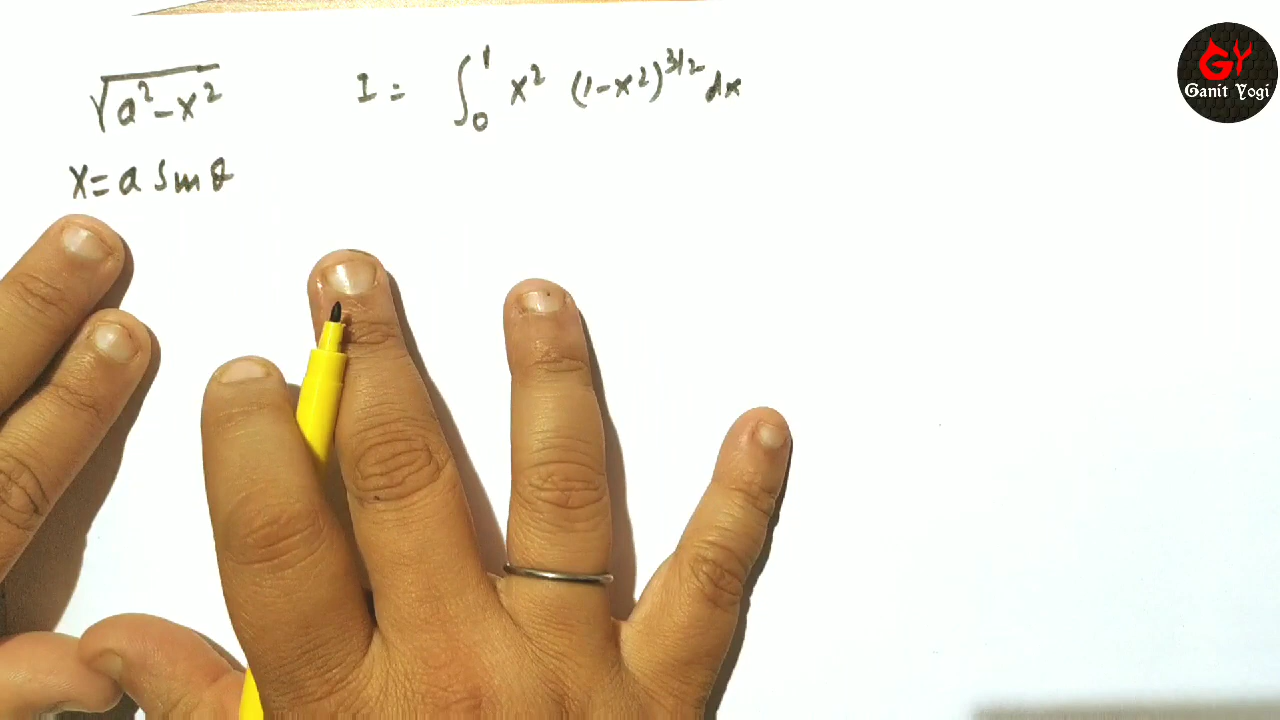 √(a²-x²)
I = ∫₀¹ x² (1-x²)^3/2 dx
x = a Sin θ
GY
Ganit Yogi